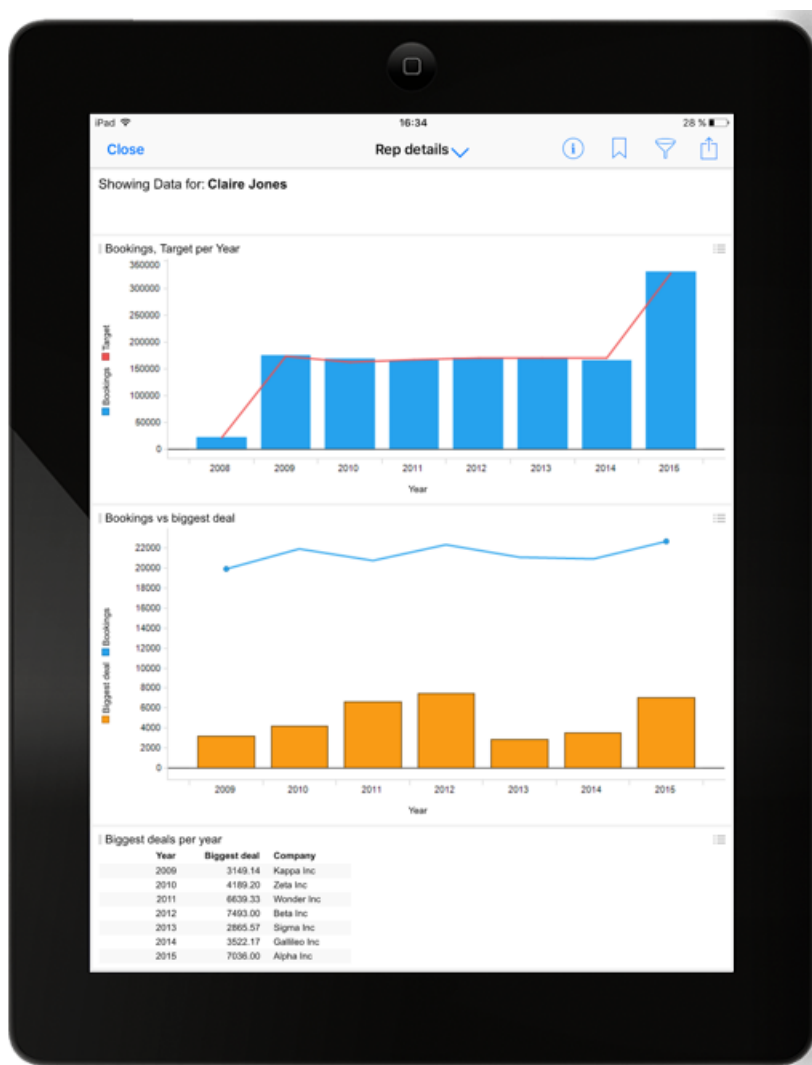 iPad 16:34 28 %
Close Rep details
Showing Data for: Claire Jones
Bookings, Target per Year
350000
300000
250000
200000
150000
100000
50000
0
Bookings Target
2008 2009 2010 2011 2012 2013 2014 2015
Year
Bookings vs biggest deal
22000
20000
18000
16000
14000
12000
10000
8000
6000
4000
2000
0
Biggest deal Bookings
2009 2010 2011 2012 2013 2014 2015
Year
Biggest deals per year
Year Biggest deal Company
2009 3149.14 Kappa Inc
2010 4189.20 Zeta Inc
2011 6639.33 Wonder Inc
2012 7493.00 Beta Inc
2013 2865.57 Sigma Inc
2014 3522.17 Gallileo Inc
2015 7036.00 Alpha Inc